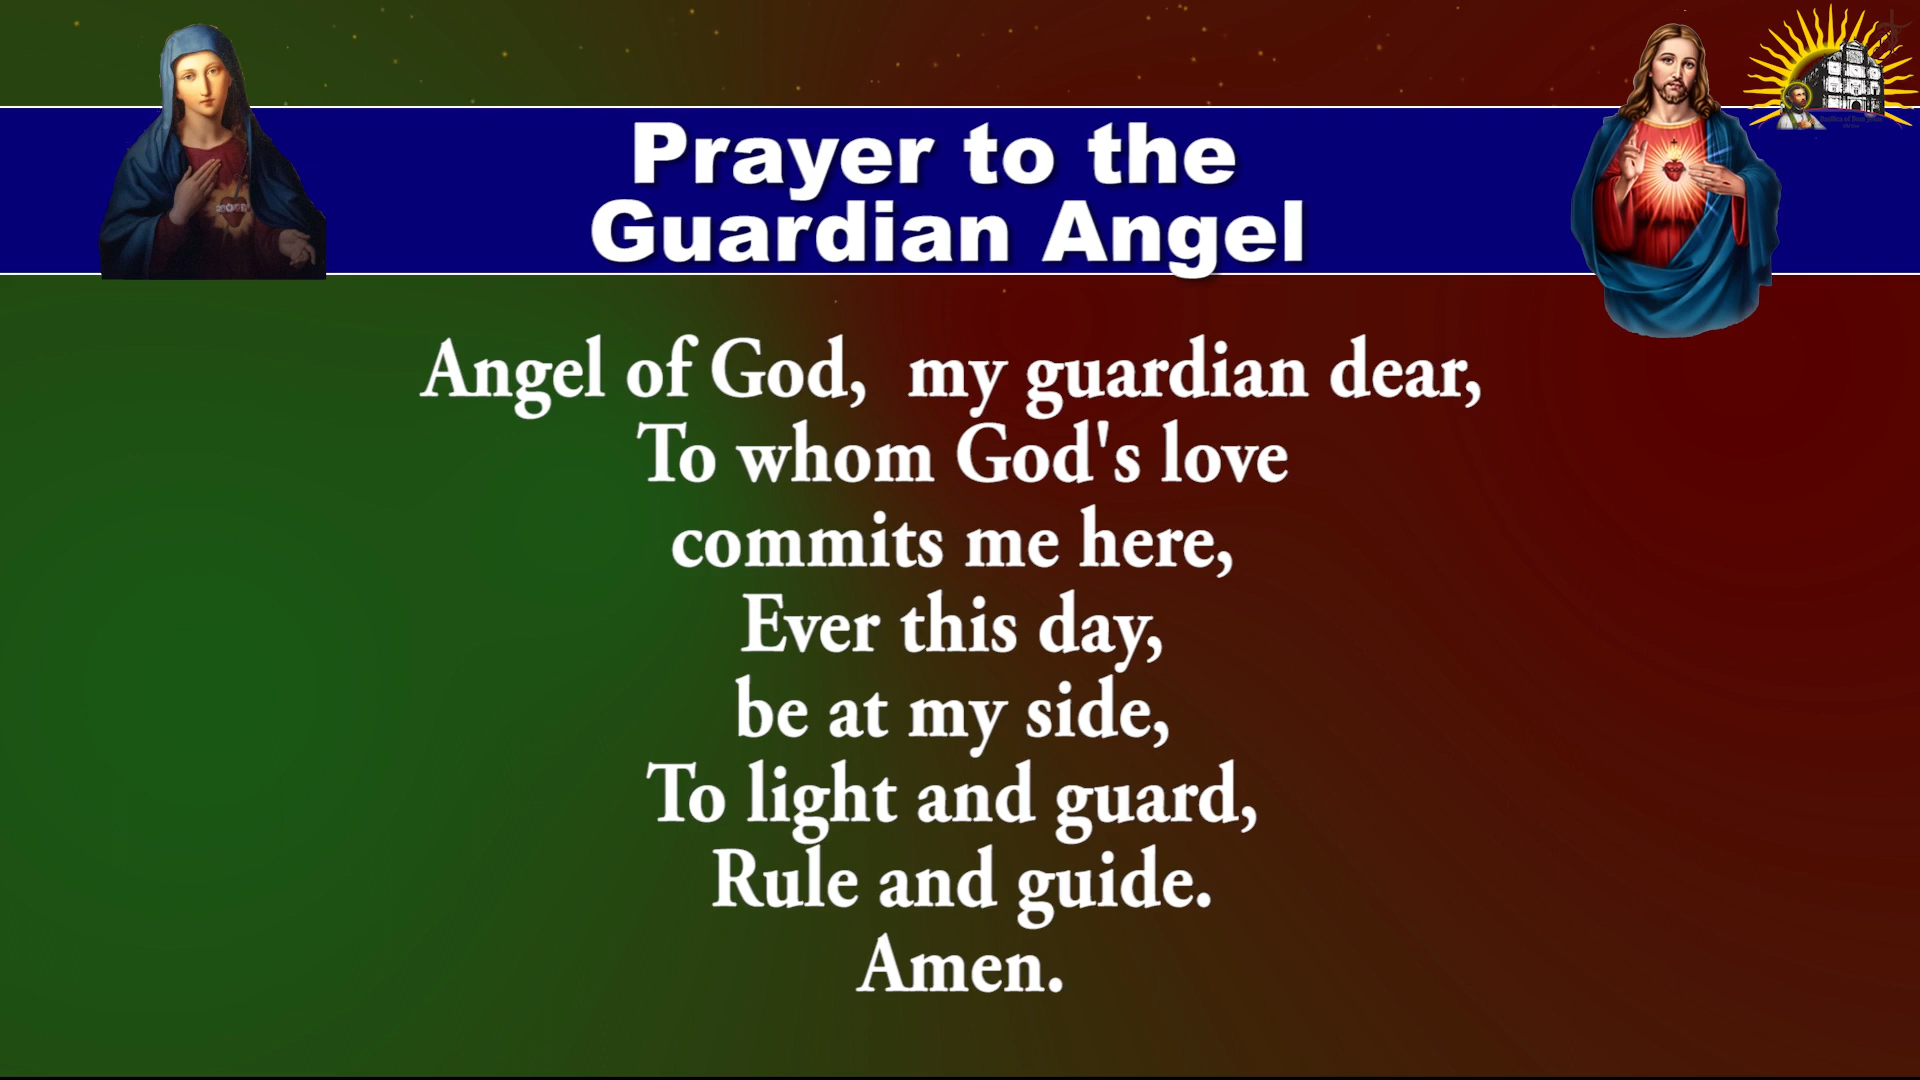 Prayer to the
Guardian Angel
Angel of God, my guardian dear,
To whom God's love
commits me here,
Ever this day,
be at my side,
To light and guard,
Rule and guide.
Amen.